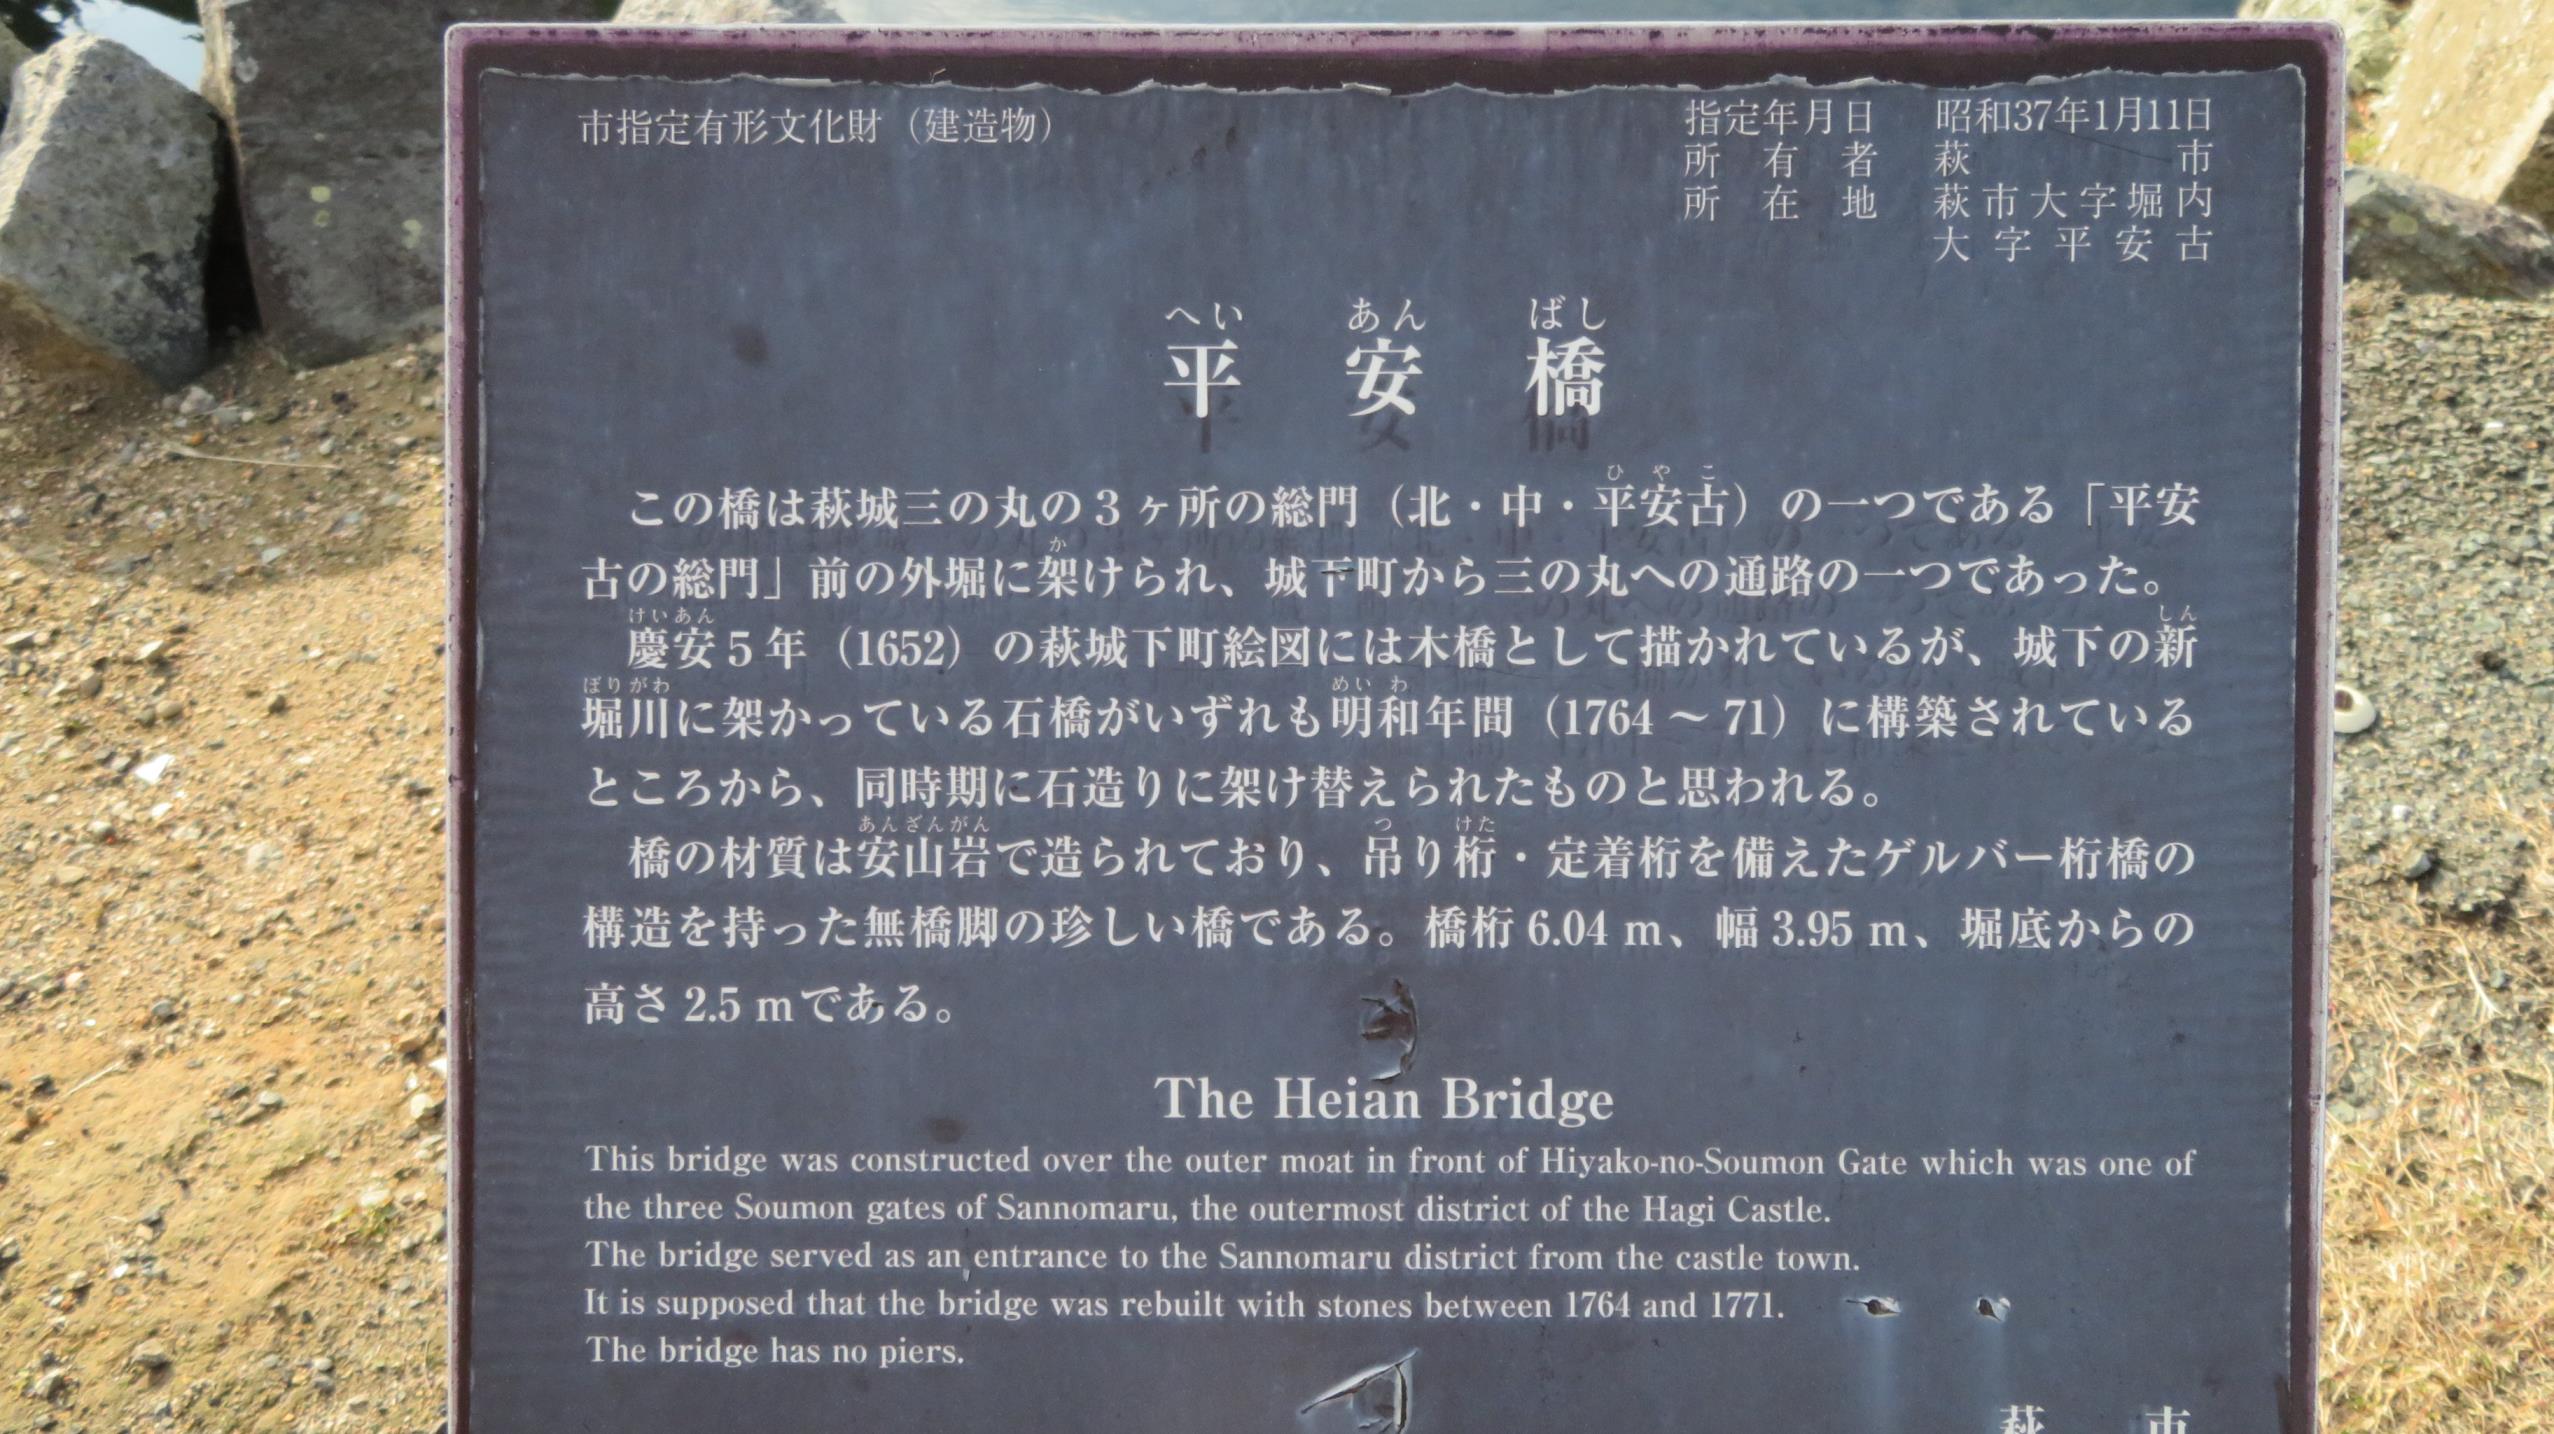 市指定有形文化財（建造物）
指定年月日 昭和37年1月11日
所有者 萩市
所在地 萩市大字堀内
大字平安古
へい あん ばし
平安橋
ひやこ
この橋は萩城三の丸の3ヶ所の総門（北・中・平安古）の一つである「平安
か
古の総門」前の外堀に架けられ、城下町から三の丸への通路の一つであった。
けいあん しん
慶安5年（1652）の萩城下町絵図には木橋として描かれているが、城下の新
ぼりがわ めいわ
堀川に架かっている石橋がいずれも明和年間（1764～71）に構築されている
ところから、同時期に石造りに架け替えられたものと思われる。
あんざんがん つ けた
橋の材質は安山岩で造られており、吊り桁・定着桁を備えたゲルバー桁橋の
構造を持った無橋脚の珍しい橋である。橋桁6.04 m、幅3.95 m、堀底からの
高さ2.5 mである。
The Heian Bridge
This bridge was constructed over the outer moat in front of Hiyako-no-Soumon Gate which was one of
the three Soumon gates of Sannomaru, the outermost district of the Hagi Castle.
The bridge served as an entrance to the Sannomaru district from the castle town.
It is supposed that the bridge was rebuilt with stones between 1764 and 1771.
The bridge has no piers.
萩市